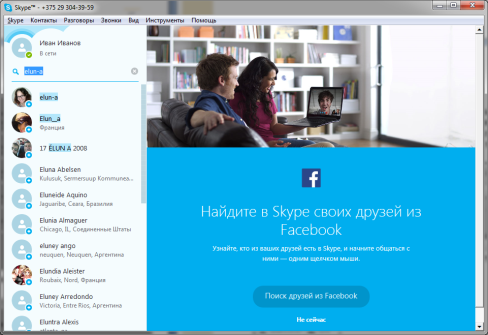 Skype™ - +375 29 304-39-59
Skype Контакты Разговоры Звонки Вид Инструменты Помощь
Иван Иванов
В сети
elun-a
elun-a
Elun_a
Франция
17 ELUN A 2008
Eluna Abelsen
Kulusuk, Sermersuup Kommunea...
Eluneide Aquino
Jaguaribe, Ceara, Бразилия
Elunia Almaguer
Chicago, IL, Соединенные Штаты
eluney ango
neuquen, Neuquen, Аргентина
Elundia Aleister
Roubaix, Nord, Франция
Eluney Arredondo
Victoria, Entre Rios, Аргентина
Eluntra Alexis
Найдите в Skype своих друзей из
Facebook
Узнайте, кто из ваших друзей есть в Skype, и начните общаться с
ними — одним щелчком мыши.
Поиск друзей из Facebook
Не сейчас